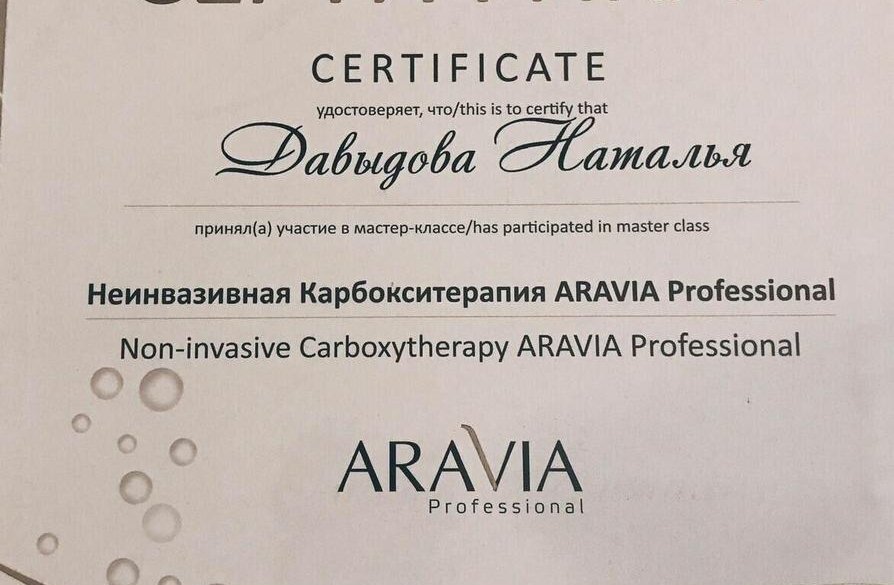 CERTIFICATE
удостоверяет, что/this is to certify that
Давыдова Наталья
принял(а) участие в мастер-классе/has participated in master class
Неинвазивная Карбокситерапия ARAVIA Professional
Non-invasive Carboxytherapy ARAVIA Professional
ARAVIA
Professional